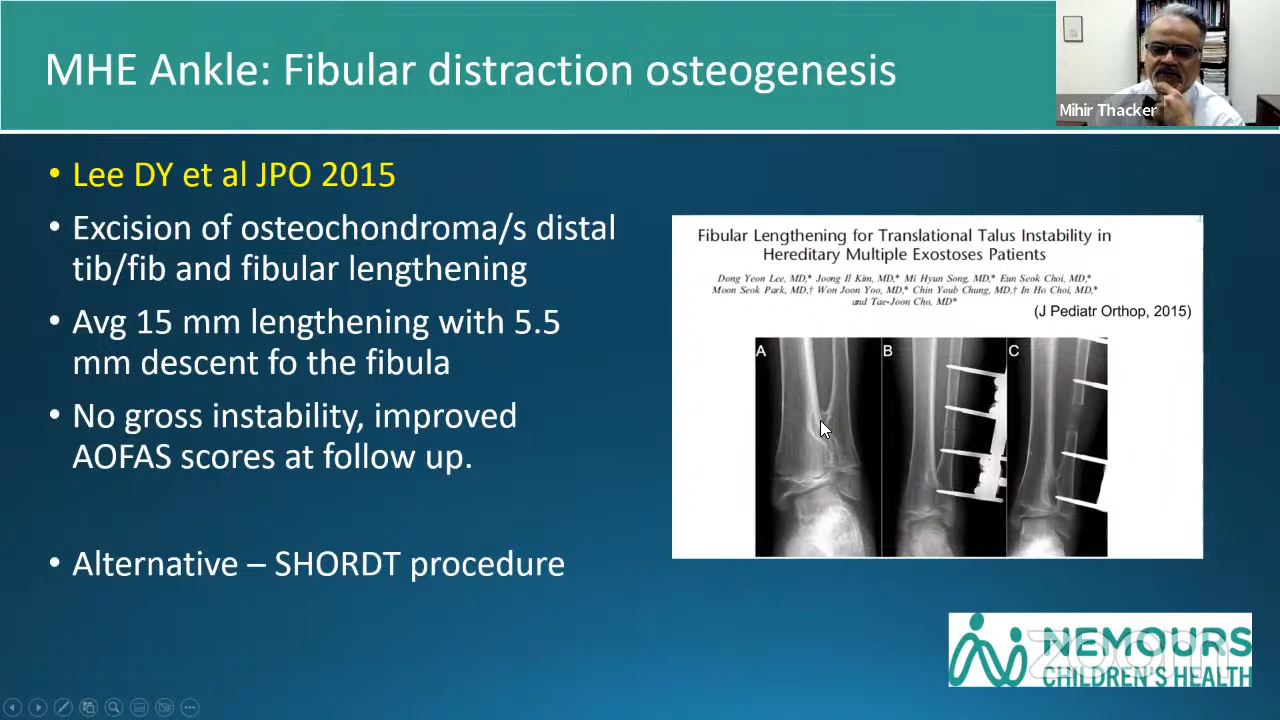 MHE Ankle: Fibular distraction osteogenesis
Mihir Thacker
• Lee DY et al JPO 2015
• Excision of osteochondroma/s distal
tib/fib and fibular lengthening
• Avg 15 mm lengthening with 5.5
mm descent fo the fibula
• No gross instability, improved
AOFAS scores at follow up.
• Alternative – SHORDT procedure
Fibular Lengthening for Translational Talus Instability in
Hereditary Multiple Exostoses Patients
Dong Yeon Lee, MD,* Joong Il Kim, MD,* Mi Hyun Song, MD,* Eun Seok Choi, MD,*
Moon Seok Park, MD,† Won Joon Yoo, MD,* Chin Youb Chung, MD,† In Ho Choi, MD,*
and Tae-Joon Cho, MD*
(J Pediatr Orthop, 2015)
A B C
NEMOURS
CHILDREN'S HEALTH
zoom